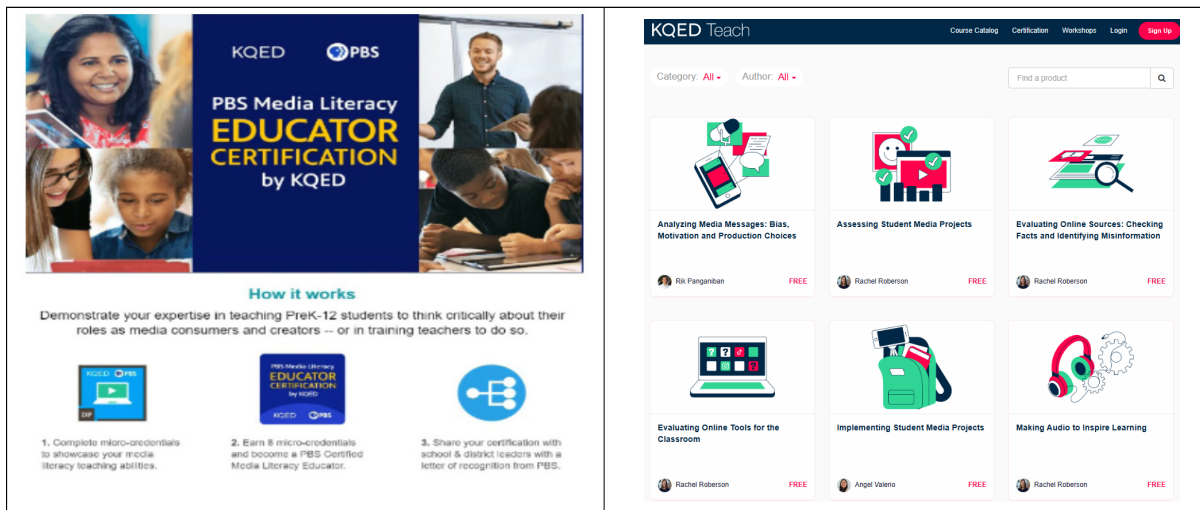 KQED PBS
PBS Media Literacy
EDUCATOR
CERTIFICATION
by KQED
How it works
Demonstrate your expertise in teaching PreK-12 students to think critically about their
roles as media consumers and creators -- or in training teachers to do so.
KQED PBS
DP
PBS Media Literacy
EDUCATOR
CERTIFICATION
by KQED
KQED PBS
1. Complete micro-credentials
to showcase your media
literacy teaching abilities.
2. Earn 8 micro-credentials
and become a PBS Certified
Media Literacy Educator.
3. Share your certification with
school & district leaders with a
letter of recognition from PBS.
KQED Teach
Course Catalog Certification Workshops Login Sign Up
Category: All Author: All Find a product
Analyzing Media Messages: Bias,
Motivation and Production Choices
Rik Panganiban FREE
Assessing Student Media Projects
Rachel Roberson FREE
Evaluating Online Sources: Checking
Facts and Identifying Misinformation
Rachel Roberson FREE
? ?
?
Evaluating Online Tools for the
Classroom
Rachel Roberson FREE
Implementing Student Media Projects
Angel Valerio FREE
Making Audio to Inspire Learning
Rachel Roberson FREE